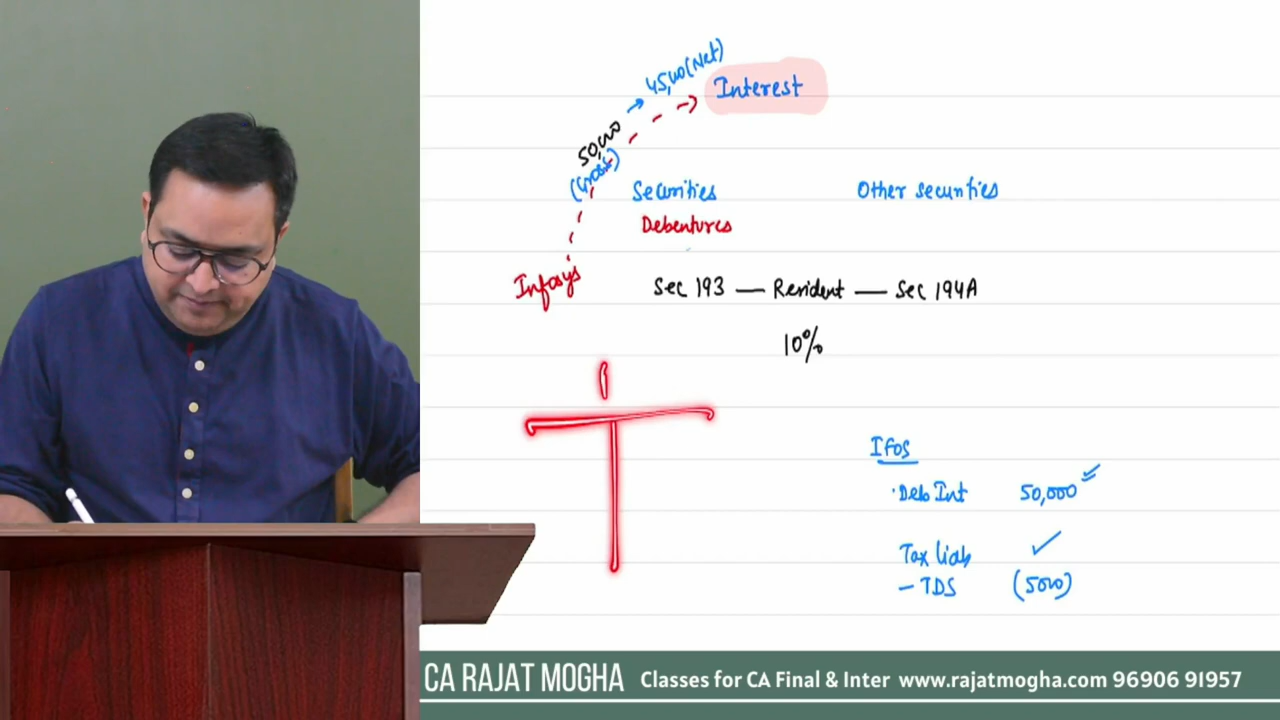 45,000 (Net)
Interest
50,000
(Gross)
Securities
Other securities
Debentures
Infosys
Sec 193 — Resident — Sec 194A
10%
IFOS
Deb Int 50,000
Tax Liab ✓
- TDS (5000)
CA RAJAT MOGHA Classes for CA Final & Inter www.rajatmogha.com 96906 91957